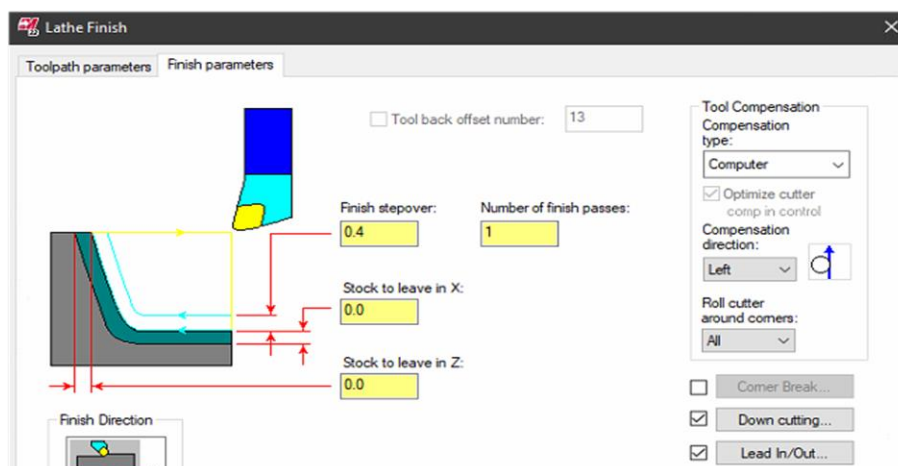 Lathe Finish
Toolpath parameters
Finish parameters
Tool back offset number:
13
Finish stepover:
0.4
Number of finish passes:
1
Stock to leave in X:
0.0
Stock to leave in Z:
0.0
Finish Direction
Tool Compensation
Compensation
type:
Computer
Optimize cutter
comp in control
Compensation
direction:
Left
Roll cutter
around corners:
All
Corner Break...
Down cutting...
Lead In/Out...